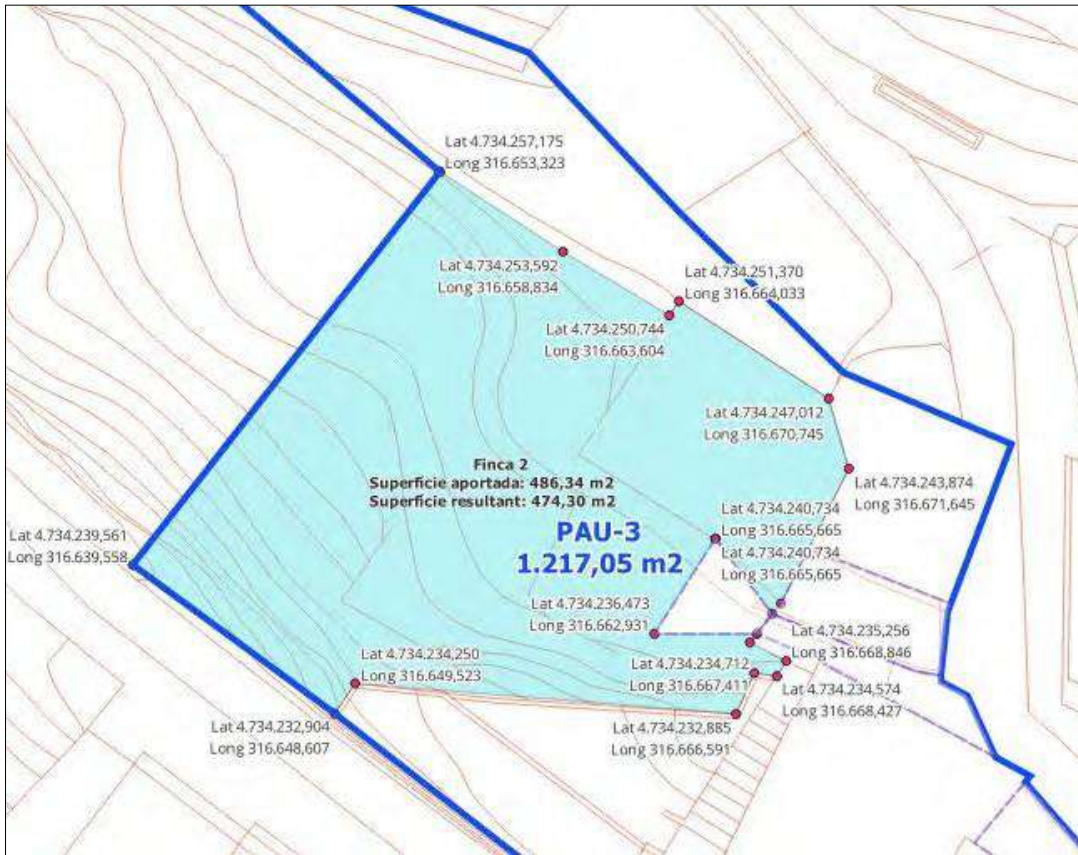 Lat 4.734.257,175
Long 316.653,323
Lat 4.734.253,592
Long 316.658,834
Lat 4.734.251,370
Long 316.664,033
Lat 4.734.250,744
Long 316.663,604
Lat 4.734.247,012
Long 316.670,745
Finca 2
Superfície aportada: 486,34 m2
Superfície resultant: 474,30 m2
Lat 4.734.243,874
Long 316.671,645
Lat 4.734.240,734
Long 316.665,665
PAU-3
1.217,05 m2
Lat 4.734.240,734
Long 316.665,665
Lat 4.734.239,561
Long 316.639,558
Lat 4.734.236,473
Long 316.662,931
Lat 4.734.235,256
Long 316.668,846
Lat 4.734.234,250
Long 316.649,523
Lat 4.734.234,712
Long 316.667,411
Lat 4.734.234,574
Long 316.668,427
Lat 4.734.232,904
Long 316.648,607
Lat 4.734.232,885
Long 316.666,591